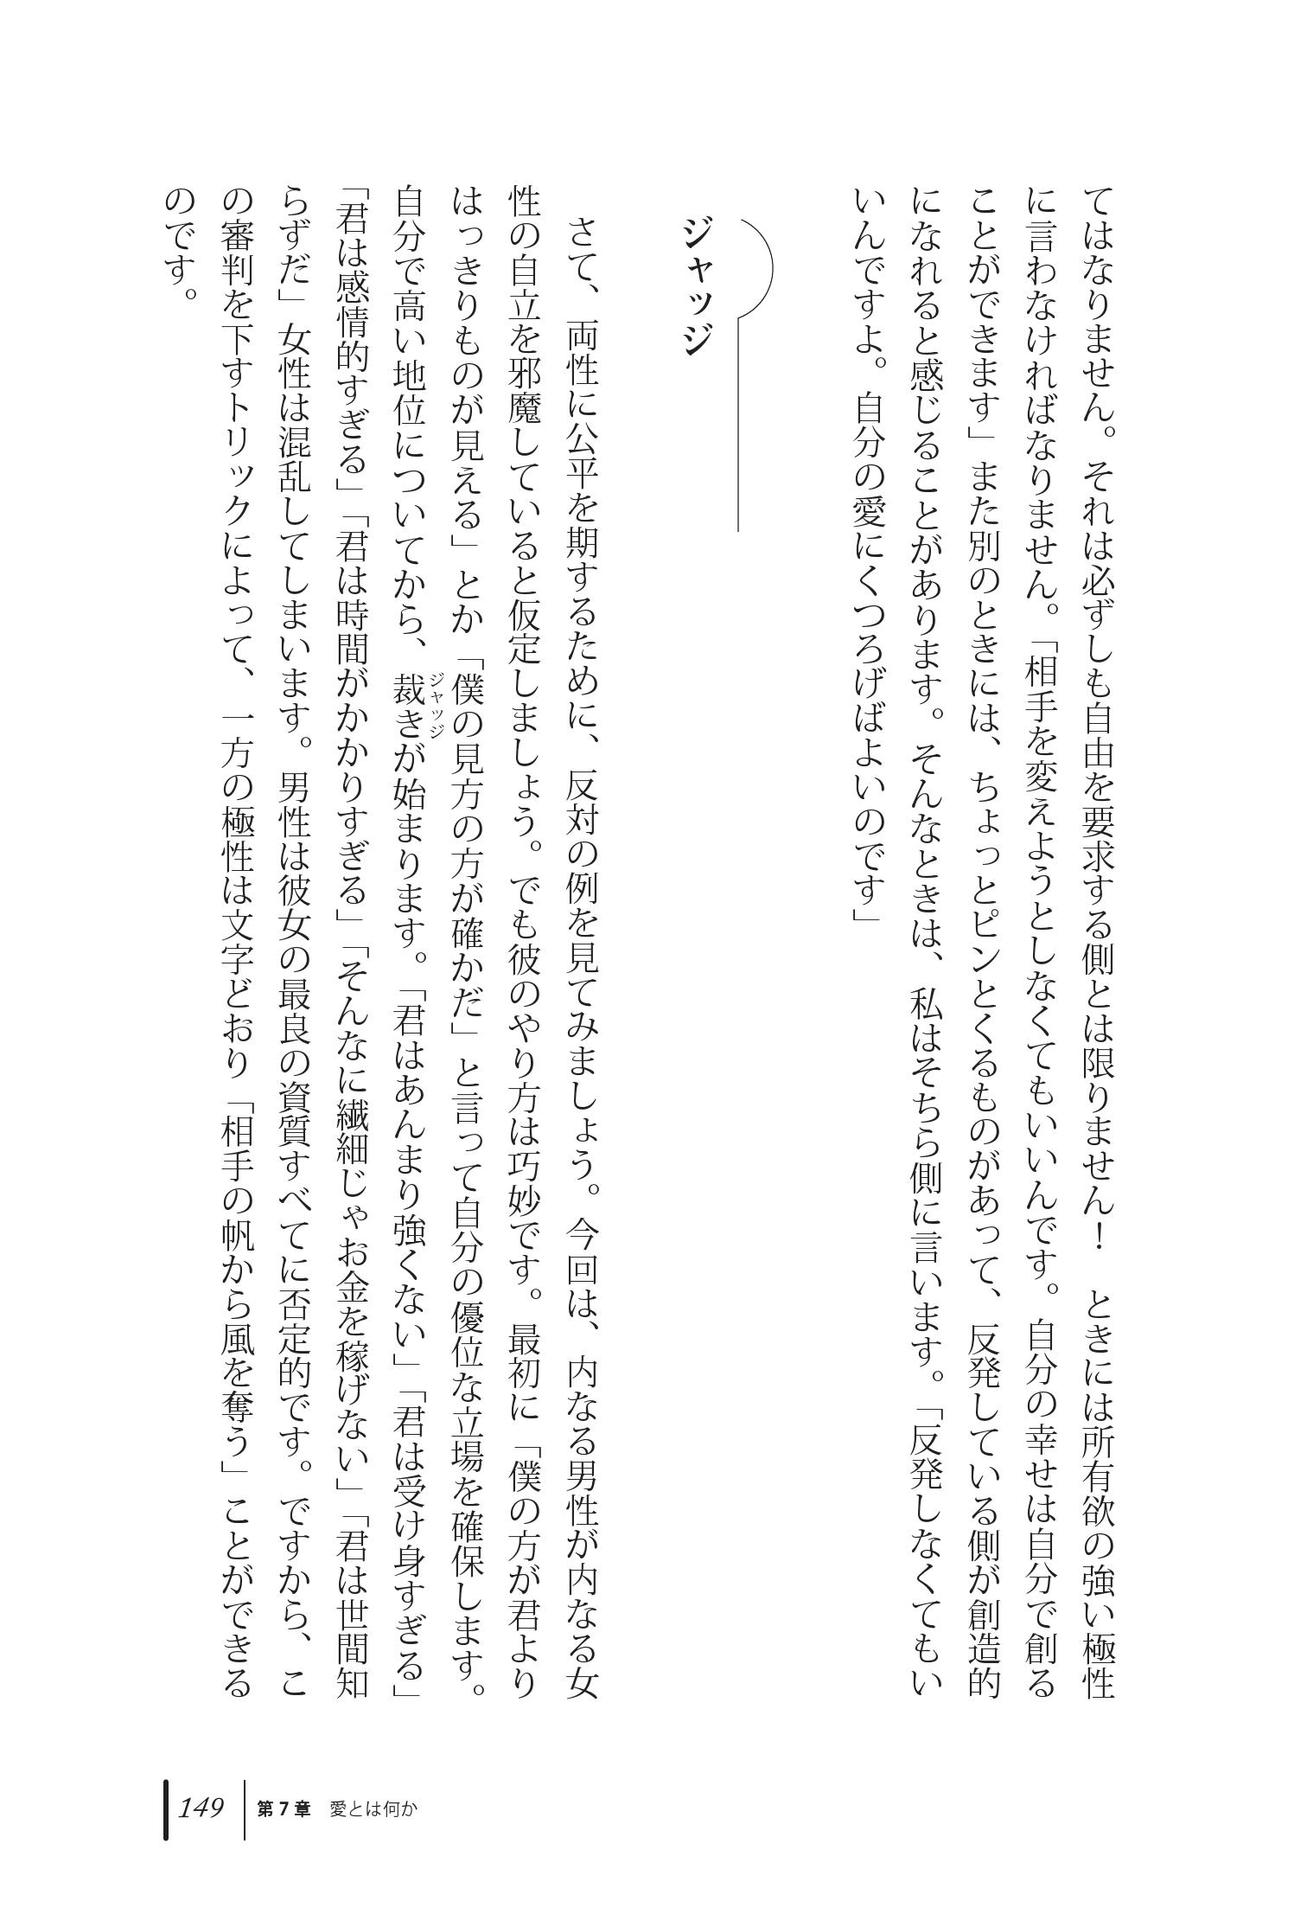 てはなりません。それは必ずしも自由を要求する側とは限りません！　ときには所有欲の強い極性
に言わなければなりません。「相手を変えようとしなくてもいいんです。自分の幸せは自分で創る
ことができます」また別のときには、ちょっとピンとくるものがあって、反発している側が創造的
になれると感じることがあります。そんなときは、私はそちら側に言います。「反発しなくてもい
いんですよ。自分の愛にくつろげばよいのです」
ジャッジ
さて、両性に公平を期するために、反対の例を見てみましょう。今回は、内なる男性が内なる女
性の自立を邪魔していると仮定しましょう。でも彼のやり方は巧妙です。最初に「僕の方が君より
はっきりものが見える」とか「僕の見方の方が確かだ」と言って自分の優位な立場を確保します。
ジャッジ
自分で高い地位についてから、裁きが始まります。「君はあんまり強くない」「君は受け身すぎる」
「君は感情的すぎる」「君は時間がかかりすぎる」「そんなに繊細じゃお金を稼げない」「君は世間知
らずだ」女性は混乱してしまいます。男性は彼女の最良の資質すべてに否定的です。ですから、こ
の審判を下すトリックによって、一方の極性は文字どおり「相手の帆から風を奪う」ことができる
のです。
149 第7章 愛とは何か